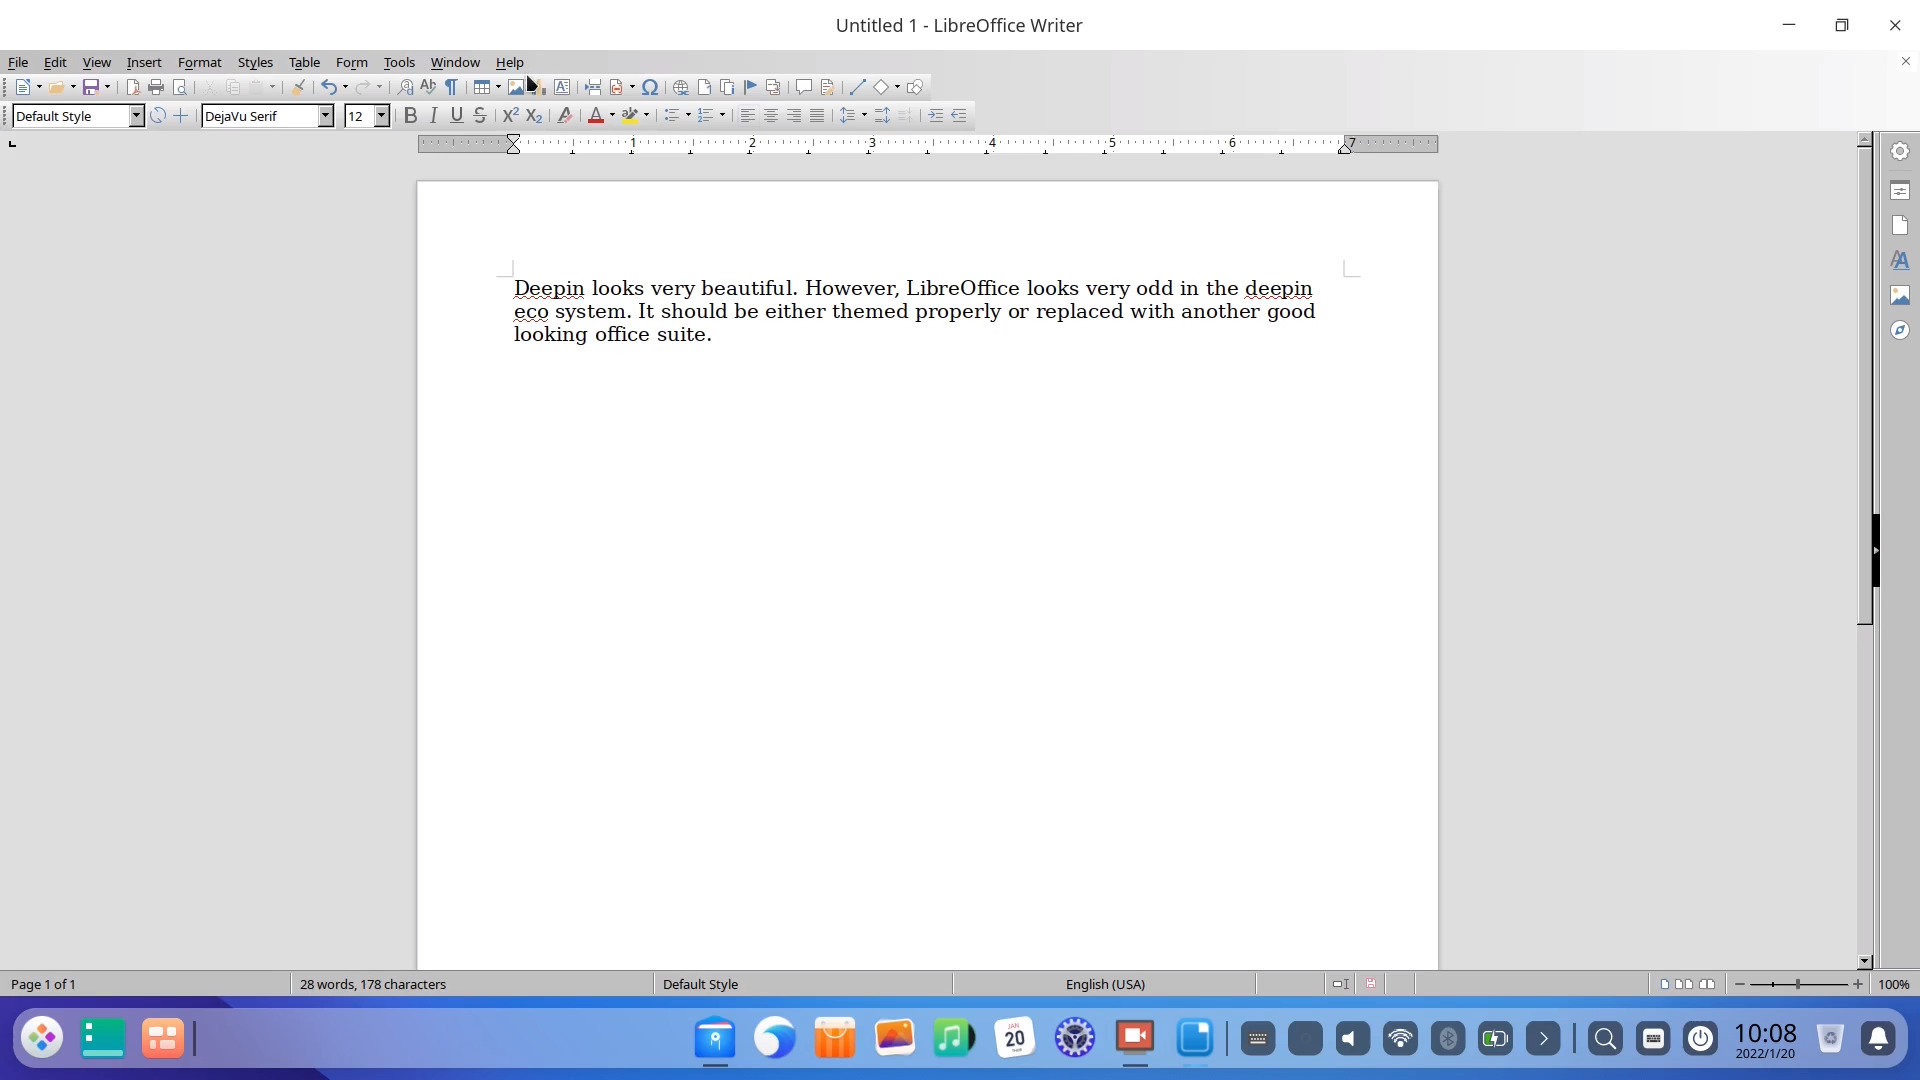 Untitled 1 - LibreOffice Writer
File Edit View Insert Format Styles Table Form Tools Window Help
Default Style DejaVu Serif 12
1 2 3 4 5 6 7
Deepin looks very beautiful. However, LibreOffice looks very odd in the deepin
eco system. It should be either themed properly or replaced with another good
looking office suite.
Page 1 of 1 28 words, 178 characters Default Style English (USA) 100%
JAN
20
10:08
2022/1/20